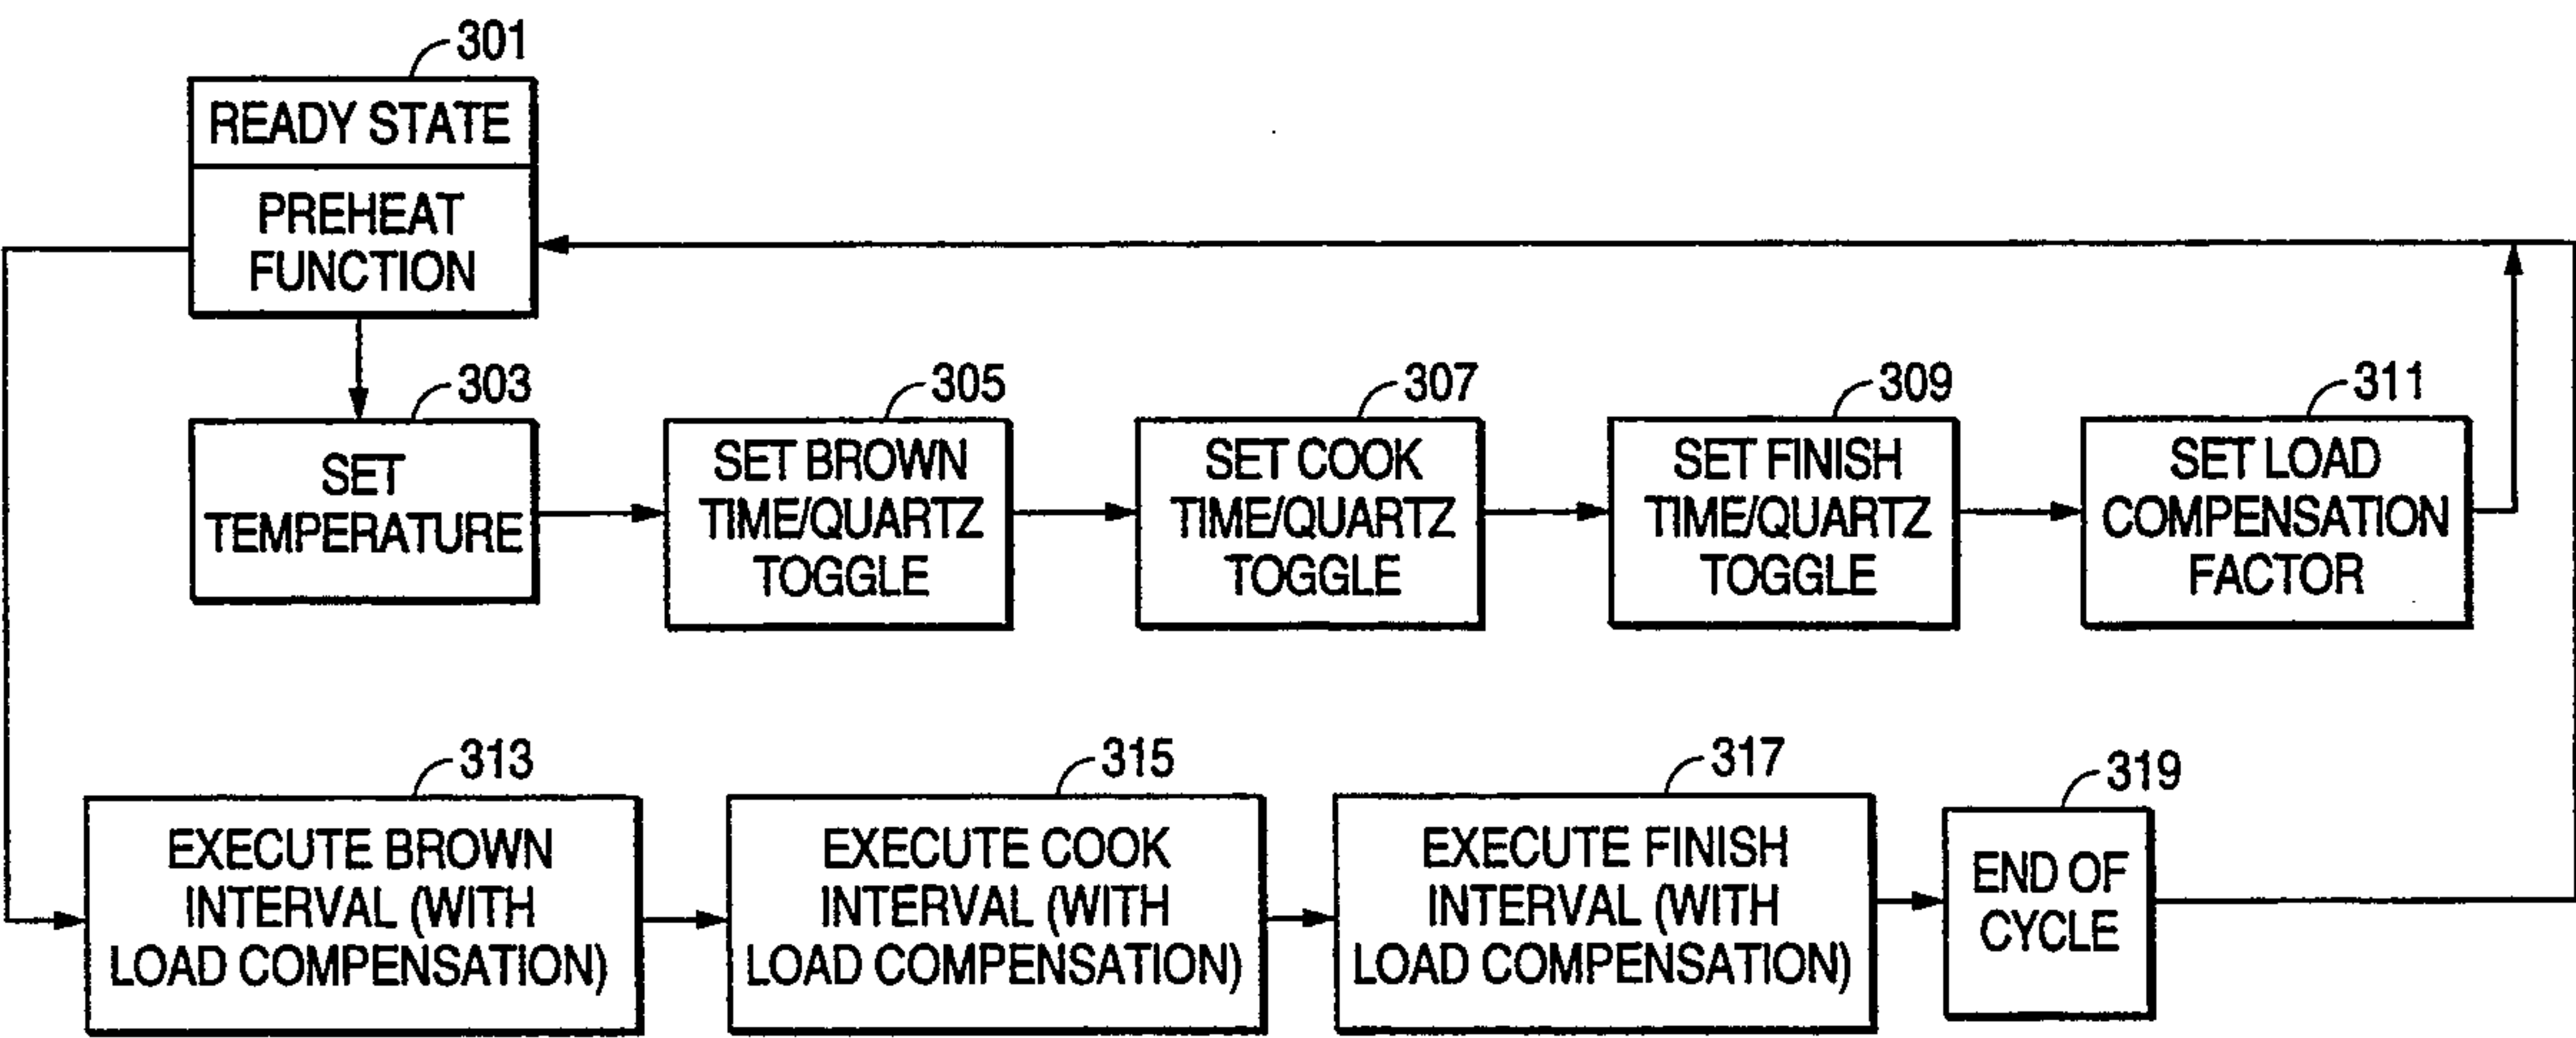 301
READY STATE
PREHEAT
FUNCTION
303
SET
TEMPERATURE
305
SET BROWN
TIME/QUARTZ
TOGGLE
307
SET COOK
TIME/QUARTZ
TOGGLE
309
SET FINISH
TIME/QUARTZ
TOGGLE
311
SET LOAD
COMPENSATION
FACTOR
313
EXECUTE BROWN
INTERVAL (WITH
LOAD COMPENSATION)
315
EXECUTE COOK
INTERVAL (WITH
LOAD COMPENSATION)
317
EXECUTE FINISH
INTERVAL (WITH
LOAD COMPENSATION)
319
END OF
CYCLE